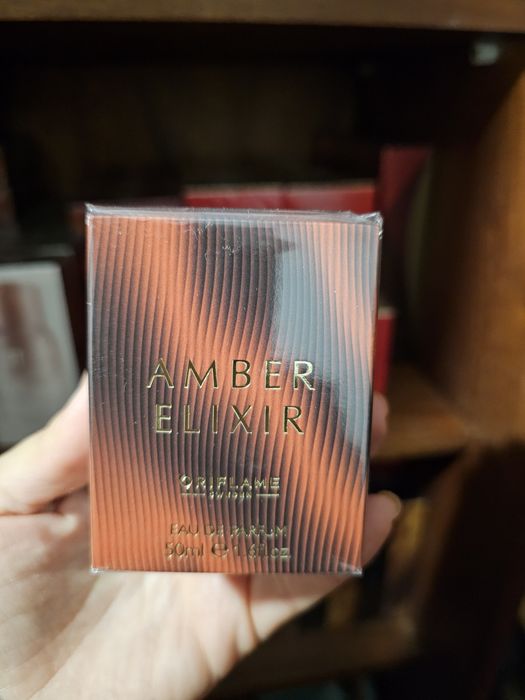 AMBER
ELIXIR
ORIFLAME
SWEDEN
EAU DE PARFUM
50ml ℮ 1.6fl.oz.